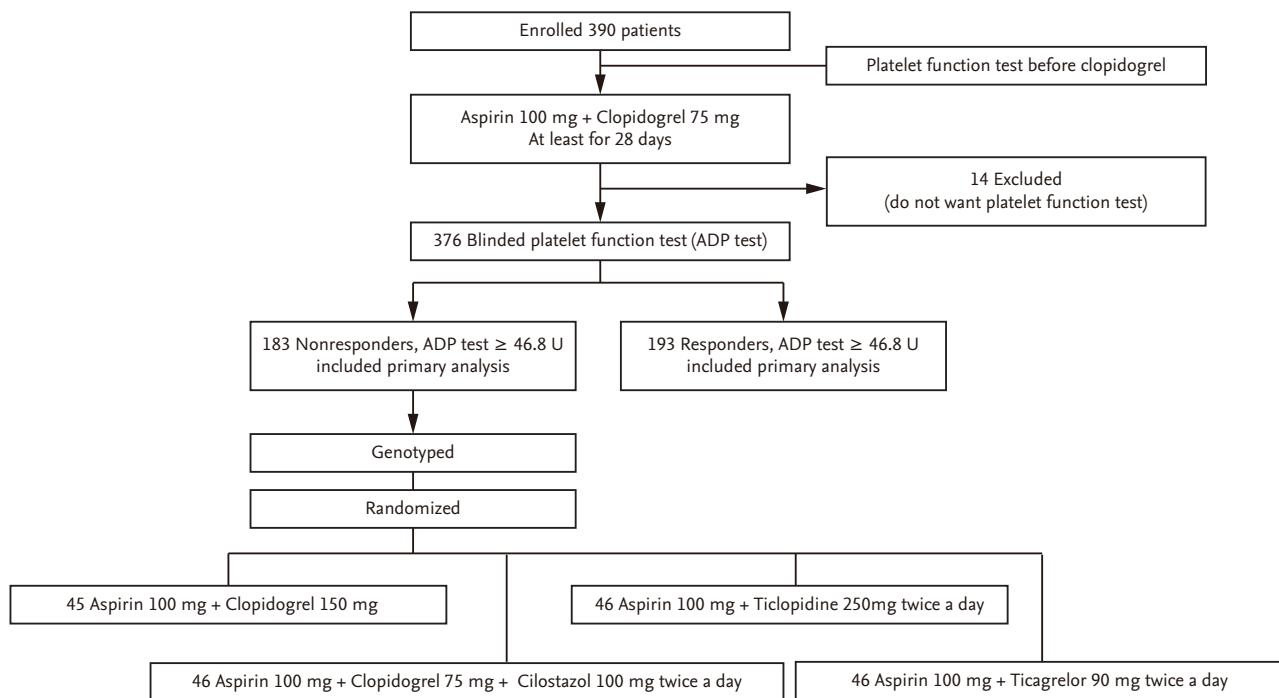 Enrolled 390 patients
Platelet function test before clopidogrel
Aspirin 100 mg + Clopidogrel 75 mg
At least for 28 days
14 Excluded
(do not want platelet function test)
376 Blinded platelet function test (ADP test)
183 Nonresponders, ADP test ≥ 46.8 U
included primary analysis
193 Responders, ADP test ≥ 46.8 U
included primary analysis
Genotyped
Randomized
45 Aspirin 100 mg + Clopidogrel 150 mg
46 Aspirin 100 mg + Ticlopidine 250mg twice a day
46 Aspirin 100 mg + Clopidogrel 75 mg + Cilostazol 100 mg twice a day
46 Aspirin 100 mg + Ticagrelor 90 mg twice a day